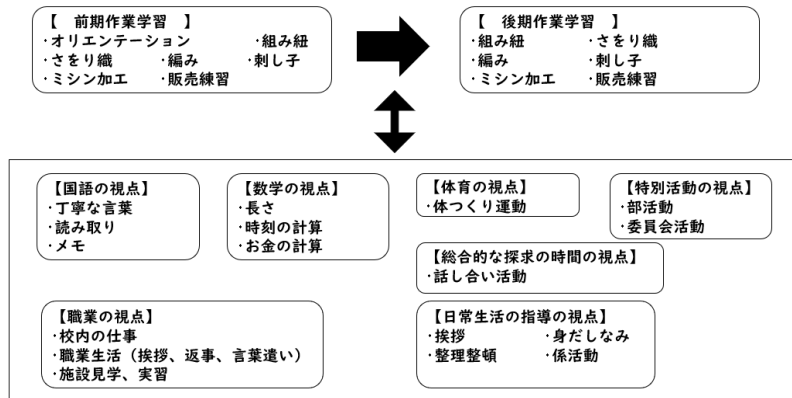 【　前期作業学習　】
・オリエンテーション　・組み紐
・さをり織　・編み　・刺し子
・ミシン加工　・販売練習
【　後期作業学習　】
・組み紐　・さをり織
・編み　・刺し子
・ミシン加工　・販売練習
【国語の視点】
・丁寧な言葉
・読み取り
・メモ
【数学の視点】
・長さ
・時刻の計算
・お金の計算
【体育の視点】
・体つくり運動
【特別活動の視点】
・部活動
・委員会活動
【総合的な探求の時間の視点】
・話し合い活動
【職業の視点】
・校内の仕事
・職業生活（挨拶、返事、言葉遣い）
・施設見学、実習
【日常生活の指導の視点】
・挨拶　・身だしなみ
・整理整頓　・係活動